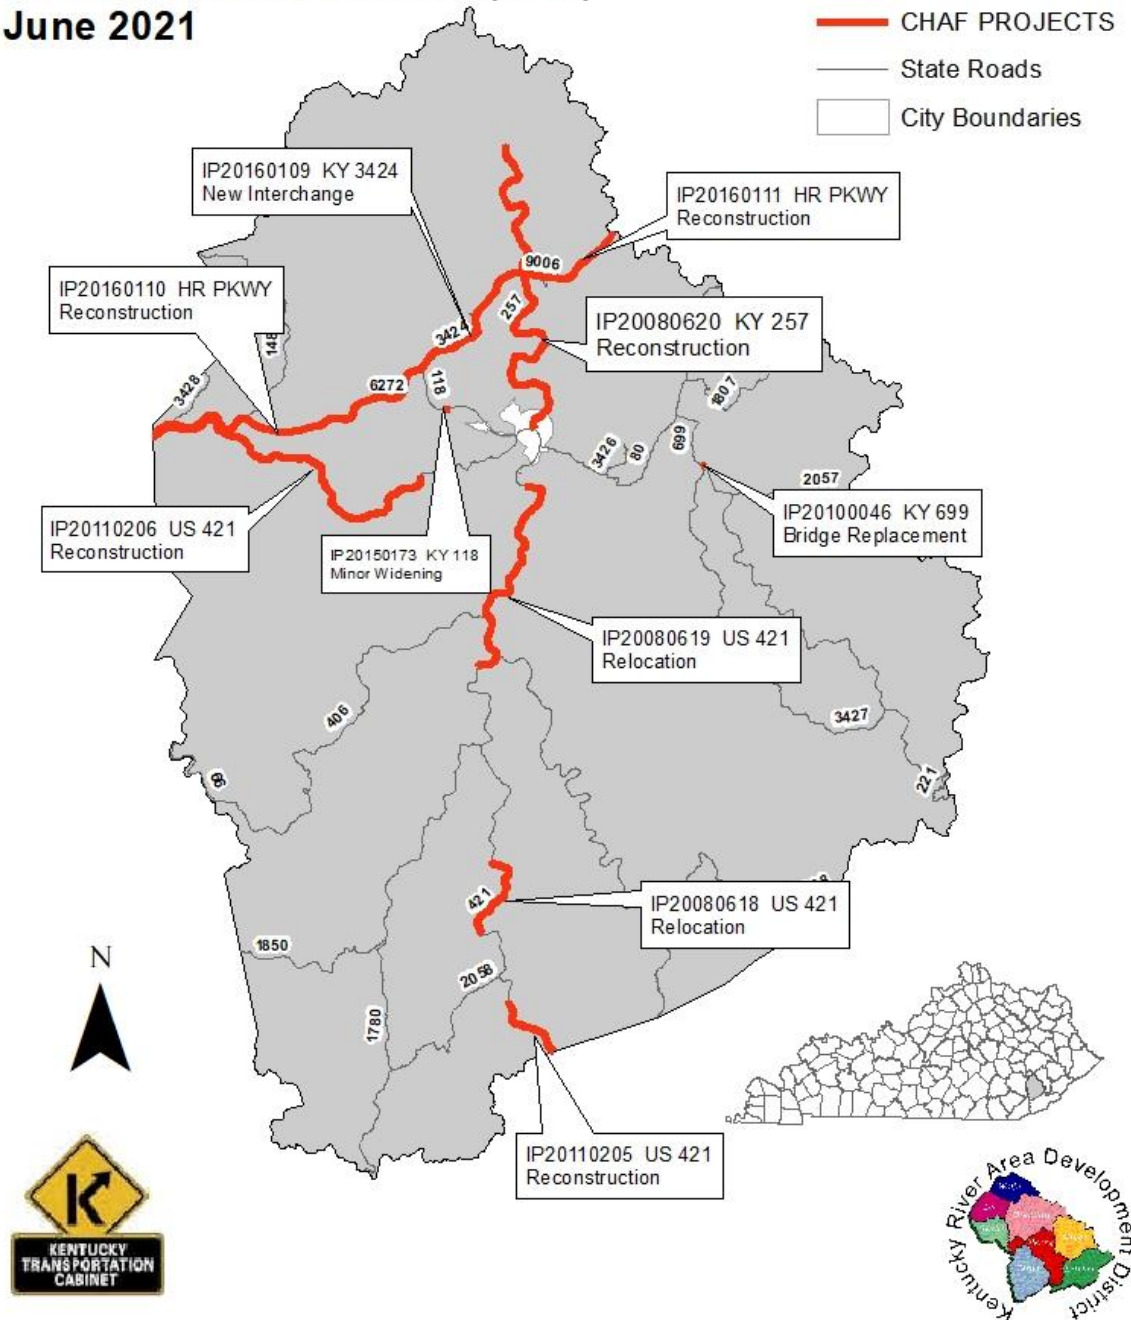 June 2021
CHAF PROJECTS
State Roads
City Boundaries
IP20160109 KY 3424
New Interchange
IP20160111 HR PKWY
Reconstruction
9006
IP20160110 HR PKWY
Reconstruction
257
IP20080620 KY 257
Reconstruction
3424
148
6272
118
3428
1807
699
3426
80
2057
IP20110206 US 421
Reconstruction
IP20100046 KY 699
Bridge Replacement
IP20150173 KY 118
Minor Widening
IP20080619 US 421
Relocation
406
3427
66
221
421
IP20080618 US 421
Relocation
1850
2058
N
1780
IP20110205 US 421
Reconstruction
KENTUCKY
TRANSPORTATION
CABINET
Kentucky River Area Development District